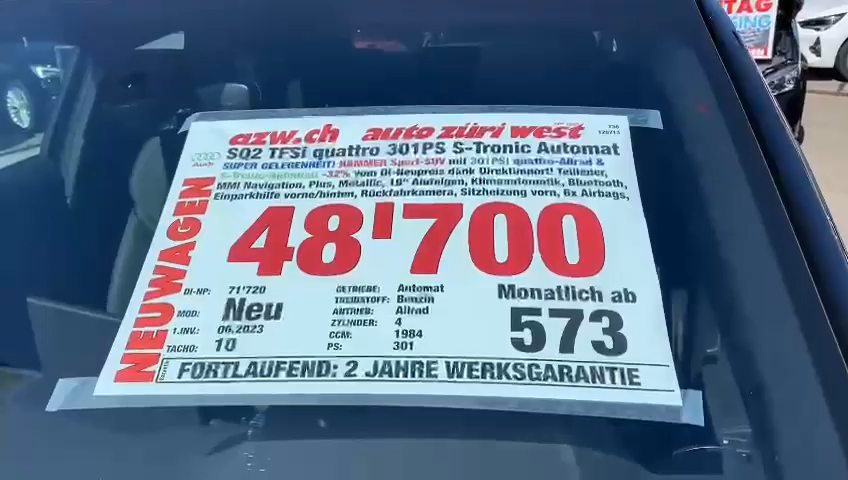 TAG
azw.ch auto züri west
Audi
SQ2 TFSi quattro 301PS S-Tronic Automat
SUPER GELEGENHEIT! HAMMER Sport-SUV mit 301PS! quattro-Allrad &
S-Tronic-Automat! -32% vom DI-Neupreis dank Direktimport! Teilleder,
MMI Navigation, Plus, Metallic, 19" Alufelgen, Klimaautomatik, Bluetooth,
Einparkhilfe vorne/hinten, Rückfahrkamera, Sitzheizung vorn, 6x Airbags,
NEUWAGEN
48'700
DI-NP: 71'720
MOD: Neu
1.INV.: 06.2023
TACHO: 10
GETRIEBE: Automat
TREIBSTOFF: Benzin
ANTRIEB: Allrad
ZYLINDER: 4
CCM: 1984
PS: 301
Monatlich ab
573
FORTLAUFEND: 2 JAHRE WERKSGARANTIE